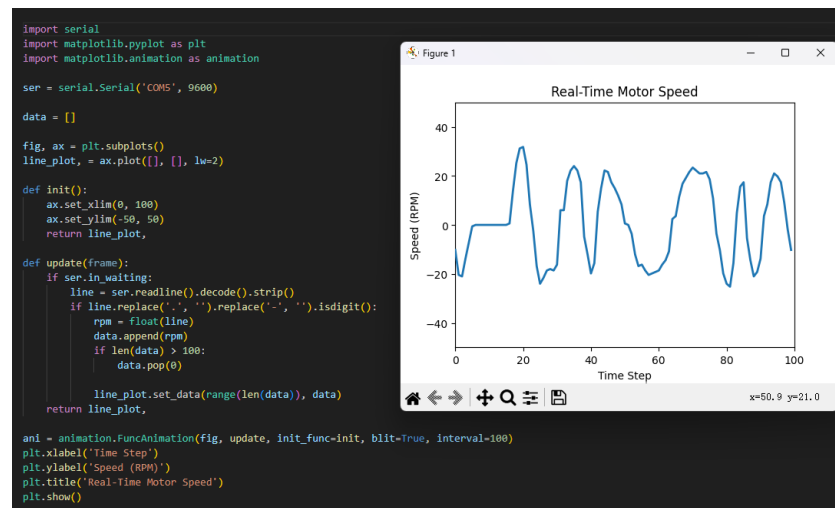 import serial
import matplotlib.pyplot as plt
import matplotlib.animation as animation
ser = serial.Serial('COM5', 9600)
data = []
fig, ax = plt.subplots()
line_plot, = ax.plot([], [], lw=2)
def init():
    ax.set_xlim(0, 100)
    ax.set_ylim(-50, 50)
    return line_plot,
def update(frame):
    if ser.in_waiting:
        line = ser.readline().decode().strip()
        if line.replace('.', '').replace('-', '').isdigit():
            rpm = float(line)
            data.append(rpm)
            if len(data) > 100:
                data.pop(0)
            line_plot.set_data(range(len(data)), data)
    return line_plot,
ani = animation.FuncAnimation(fig, update, init_func=init, blit=True, interval=100)
plt.xlabel('Time Step')
plt.ylabel('Speed (RPM)')
plt.title('Real-Time Motor Speed')
plt.show()
Figure 1
Real-Time Motor Speed
Speed (RPM)
40
20
0
−20
−40
0 20 40 60 80 100
Time Step
x=50.9 y=21.0